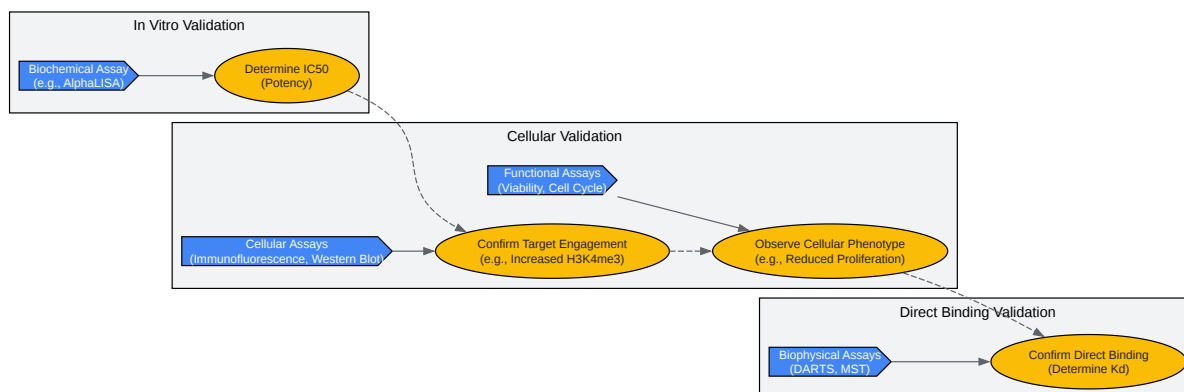 In Vitro Validation
Biochemical Assay
(e.g., AlphaLISA)
Determine IC50
(Potency)
Cellular Validation
Functional Assays
(Viability, Cell Cycle)
Cellular Assays
(Immunofluorescence, Western Blot)
Confirm Target Engagement
(e.g., Increased H3K4me3)
Observe Cellular Phenotype
(e.g., Reduced Proliferation)
Direct Binding Validation
Biophysical Assays
(DARTS, MST)
Confirm Direct Binding
(Determine Kd)